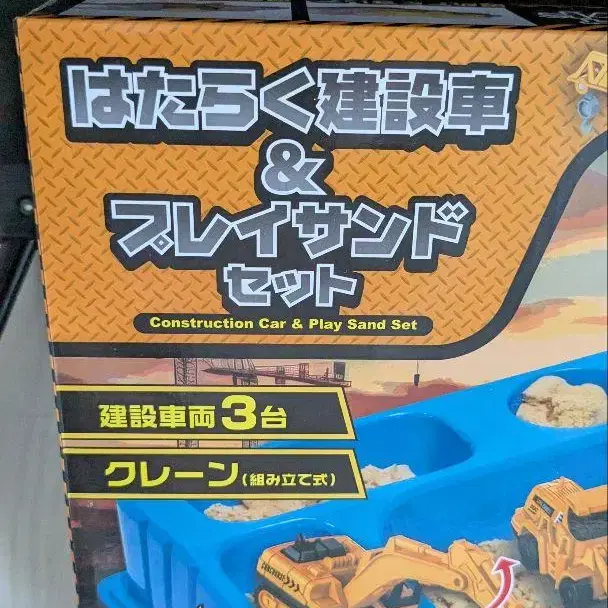 はたらく建設車
&
プレイサンド
セット
Construction Car & Play Sand Set
建設車両3台
クレーン(組み立て式)